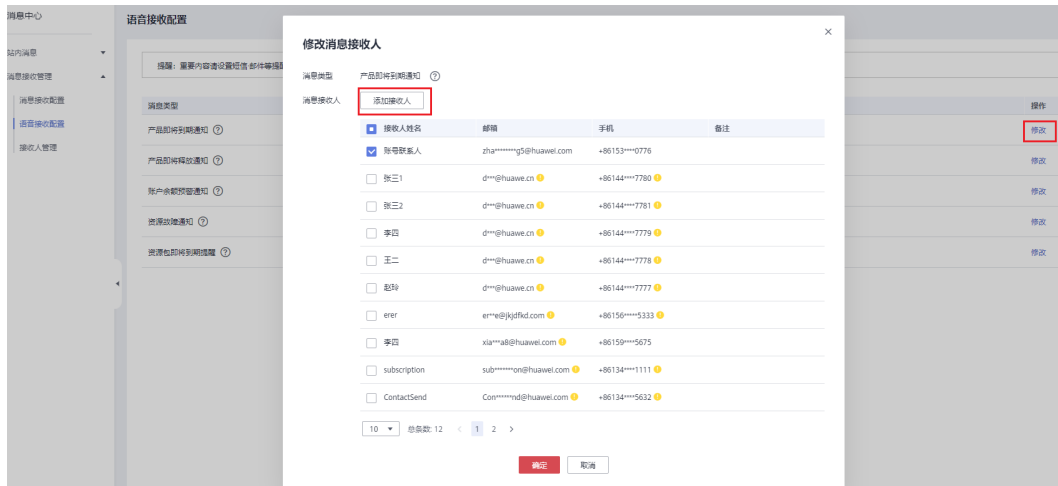 消息中心
语音接收配置
站内消息
消息接收管理
消息接收配置
语音接收配置
接收人管理
提醒：重要内容请设置短信·邮件等提醒
消息类型
操作
产品即将到期通知
修改
产品即将释放通知
修改
账户余额预警通知
修改
资源故障通知
修改
资源包即将到期提醒
修改
修改消息接收人
消息类型 产品即将到期通知
消息接收人 添加接收人
接收人姓名 邮箱 手机 备注
账号联系人 zha********g5@huawei.com +86153****0776
张三1 d***@huawe.cn +86144****7780
张三2 d***@huawe.cn +86144****7781
李四 d***@huawe.cn +86144****7779
王二 d***@huawe.cn +86144****7778
赵玲 d***@huawe.cn +86144****7777
erer er**e@jkjdfkd.com +86156*****5333
李四 xia***a8@huawei.com +86159****5675
subscription sub*******on@huawei.com +86134****1111
ContactSend Con******nd@huawei.com +86134****5632
10 总条数: 12 < 1 2 >
确定 取消